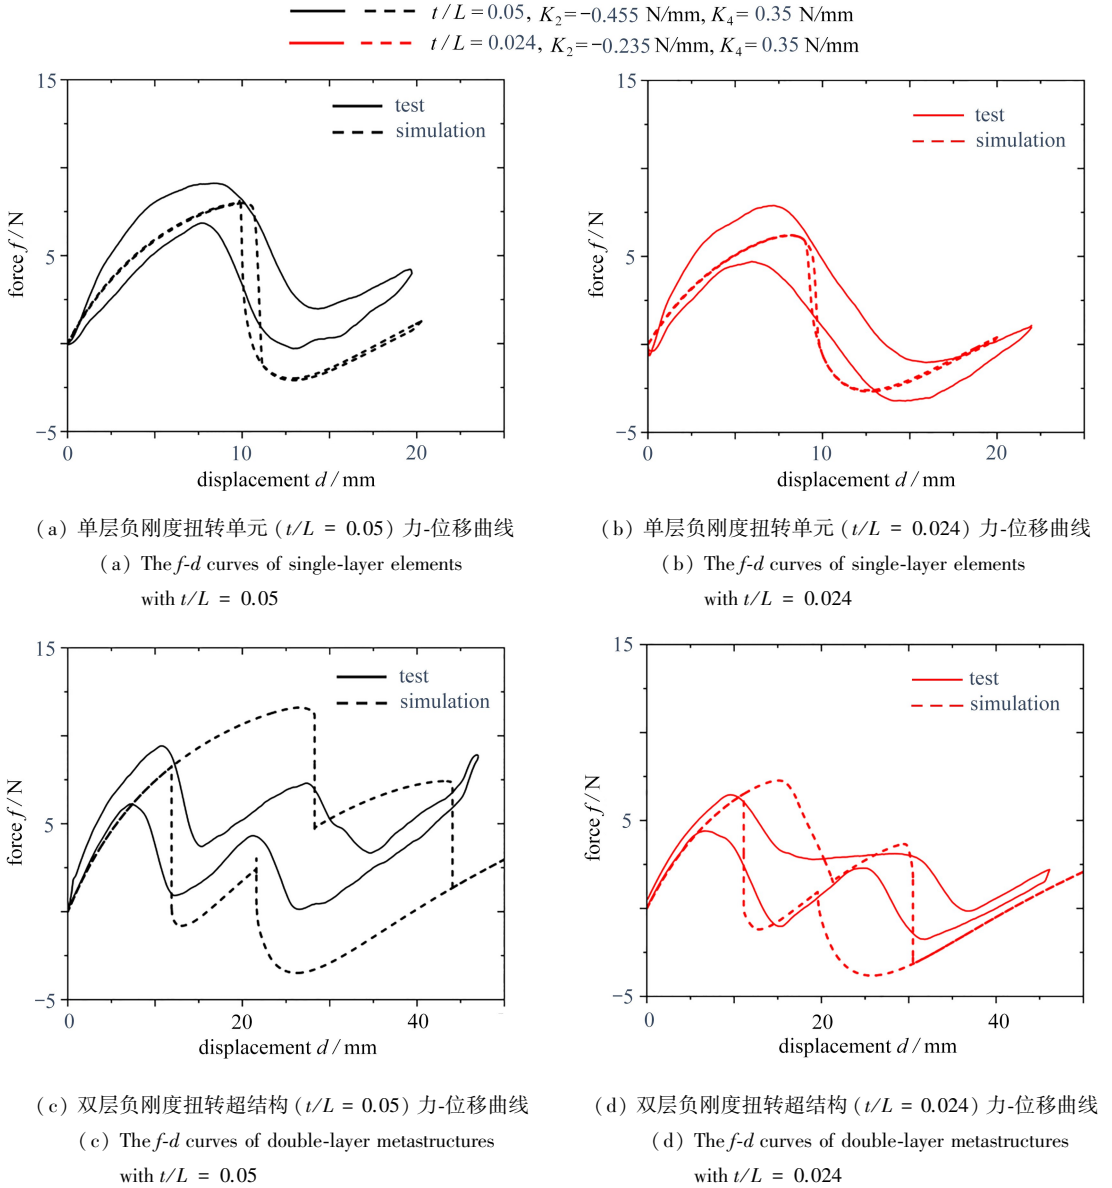 t/L=0.05, K₂=−0.455 N/mm, K₄=0.35 N/mm
t/L=0.024, K₂=−0.235 N/mm, K₄=0.35 N/mm
15
test
simulation
5
force f / N
−5
0
10
20
displacement d / mm
15
test
simulation
5
force f / N
−5
0
10
20
displacement d / mm
(a) 单层负刚度扭转单元 (t/L = 0.05) 力-位移曲线
(a) The f-d curves of single-layer elements
with t/L = 0.05
(b) 单层负刚度扭转单元 (t/L = 0.024) 力-位移曲线
(b) The f-d curves of single-layer elements
with t/L = 0.024
15
test
simulation
5
force f / N
−5
0
20
40
displacement d / mm
15
test
simulation
5
force f / N
−5
0
20
40
displacement d / mm
(c) 双层负刚度扭转超结构 (t/L = 0.05) 力-位移曲线
(c) The f-d curves of double-layer metastructures
with t/L = 0.05
(d) 双层负刚度扭转超结构 (t/L = 0.024) 力-位移曲线
(d) The f-d curves of double-layer metastructures
with t/L = 0.024